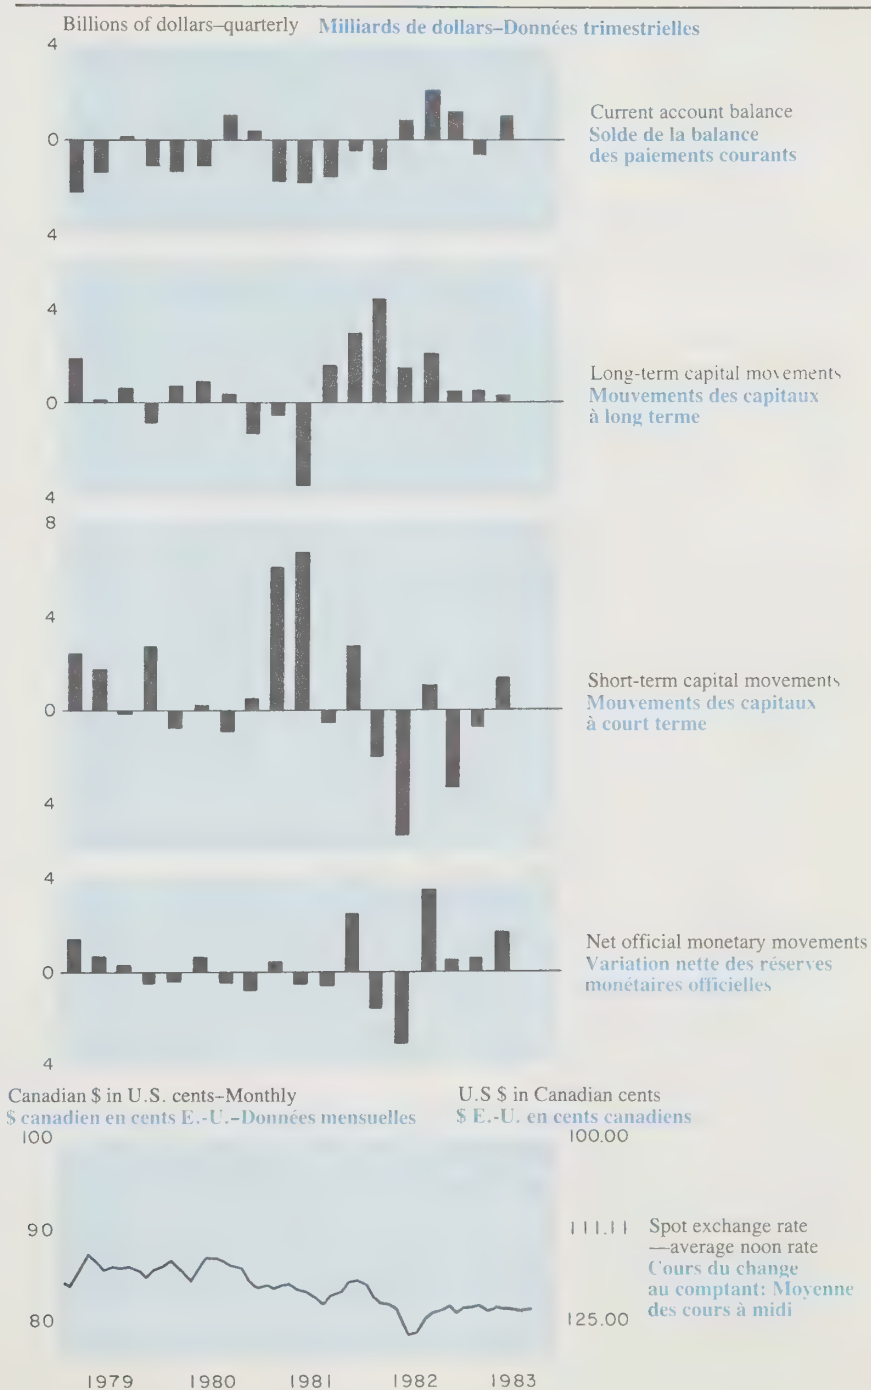 Billions of dollars–quarterly Milliards de dollars–Données trimestrielles
4
0
4
Current account balance
Solde de la balance
des paiements courants
4
0
4
Long-term capital movements
Mouvements des capitaux
à long terme
8
4
0
4
Short-term capital movements
Mouvements des capitaux
à court terme
4
0
4
Net official monetary movements
Variation nette des réserves
monétaires officielles
Canadian $ in U.S. cents–Monthly
$ canadien en cents E.-U.–Données mensuelles
U.S $ in Canadian cents
$ E.-U. en cents canadiens
100
90
80
100.00
111.11
125.00
Spot exchange rate
—average noon rate
Cours du change
au comptant: Moyenne
des cours à midi
1979 1980 1981 1982 1983